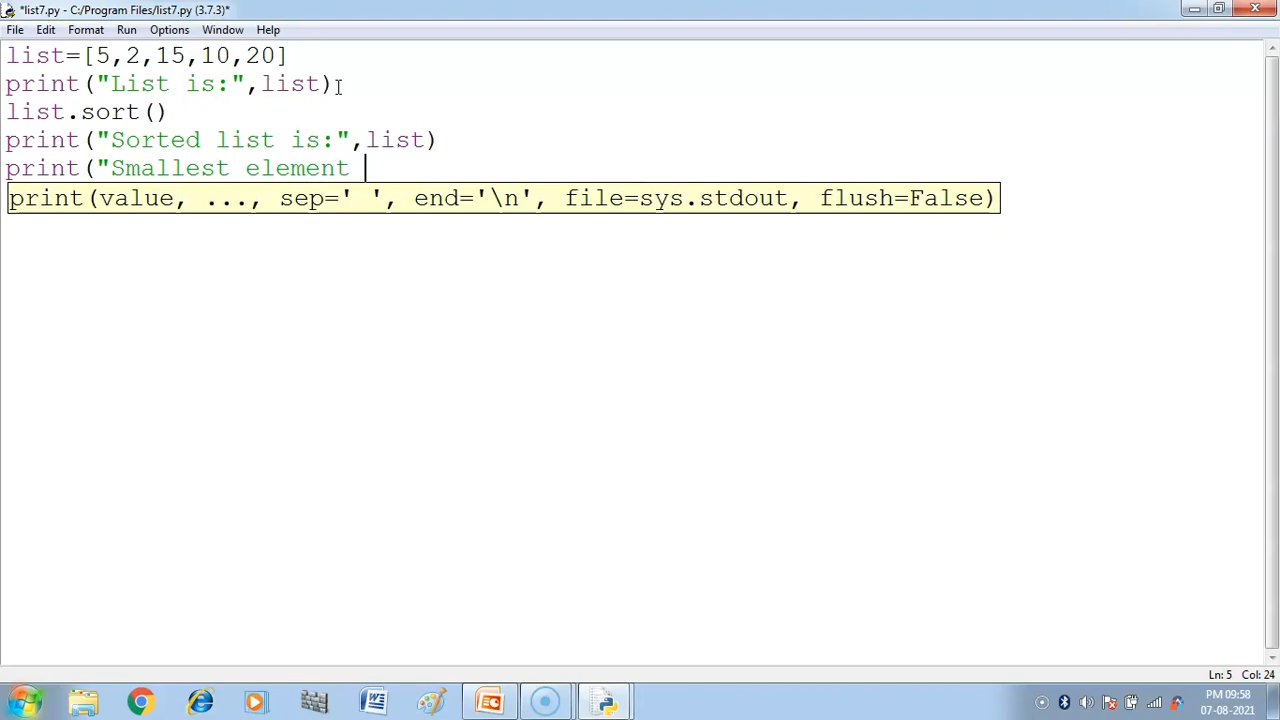 *list7.py - C:/Program Files/list7.py (3.7.3)*
File Edit Format Run Options Window Help
list=[5,2,15,10,20]
print("List is:",list)
list.sort()
print("Sorted list is:",list)
print("Smallest element
print(value, ..., sep=' ', end='\n', file=sys.stdout, flush=False)
Ln: 5 Col: 24
PM 09:58
07-08-2021